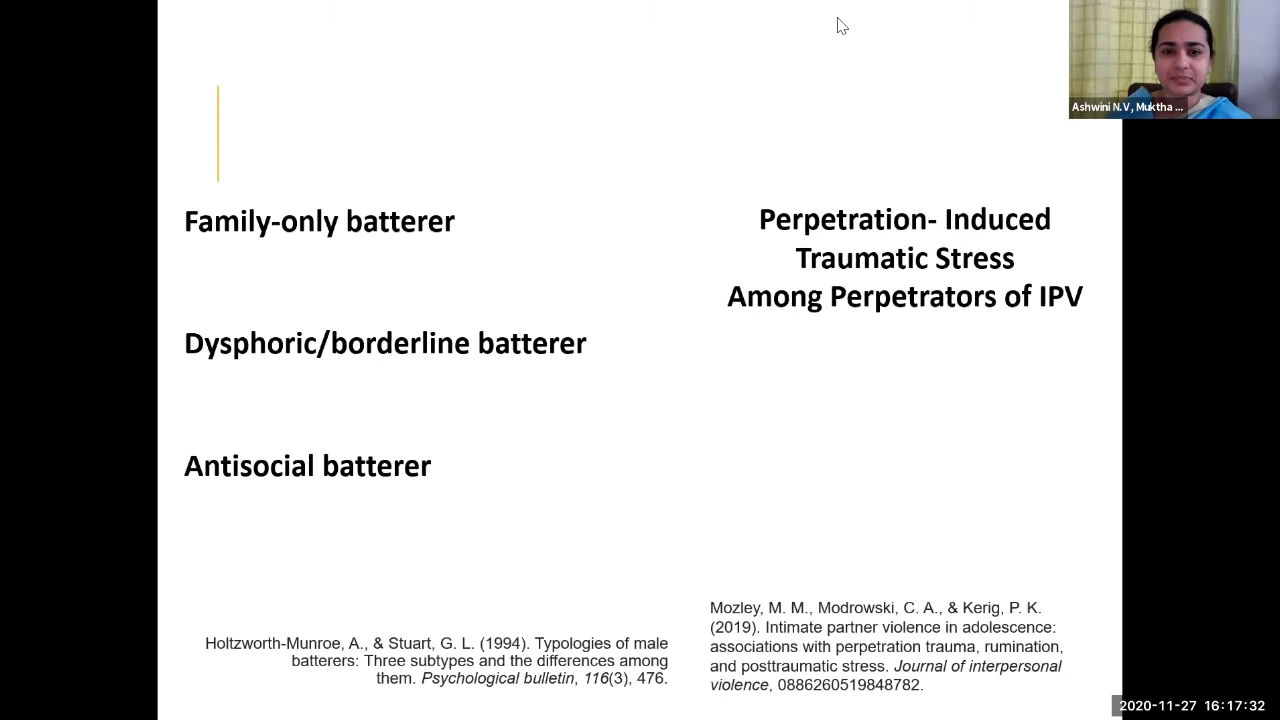 Ashwini N.V, Muktha ...
Family-only batterer
Dysphoric/borderline batterer
Antisocial batterer
Holtzworth-Munroe, A., & Stuart, G. L. (1994). Typologies of male
batterers: Three subtypes and the differences among
them. Psychological bulletin, 116(3), 476.
Perpetration- Induced
Traumatic Stress
Among Perpetrators of IPV
Mozley, M. M., Modrowski, C. A., & Kerig, P. K.
(2019). Intimate partner violence in adolescence:
associations with perpetration trauma, rumination,
and posttraumatic stress. Journal of interpersonal
violence, 0886260519848782.
2020-11-27 16:17:32